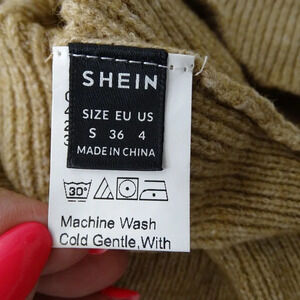 SHEIN
SIZE EU US
S 36 4
MADE IN CHINA
30°
Machine Wash
Cold Gentle,With